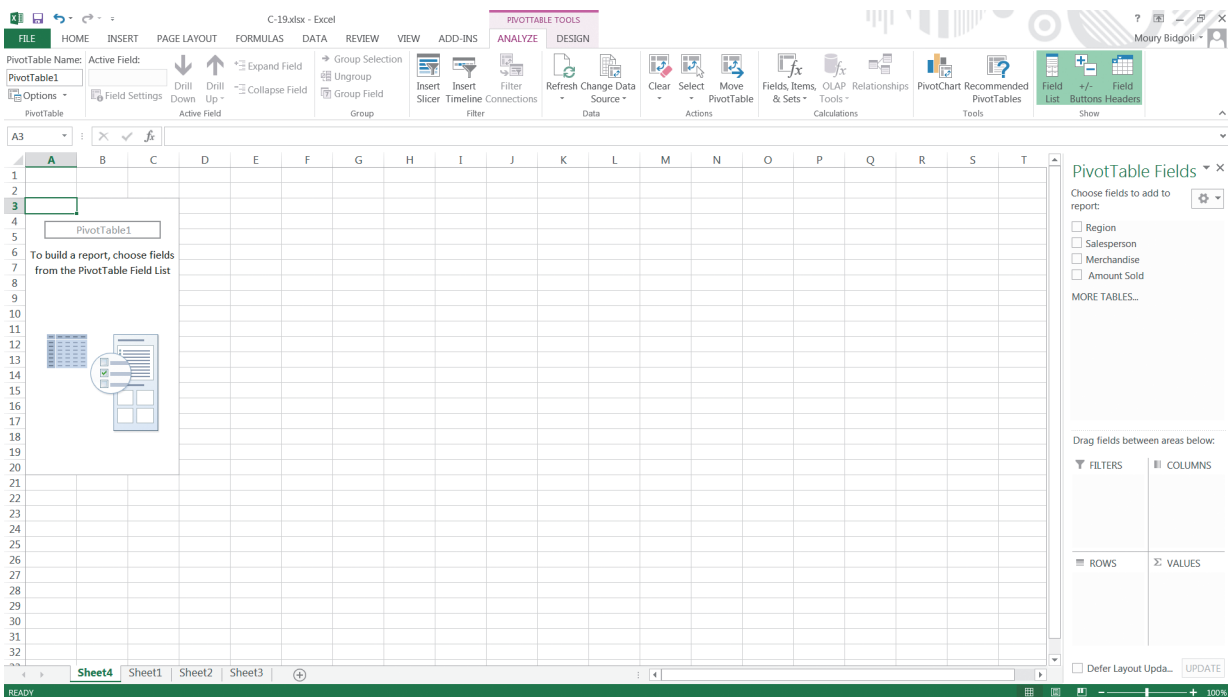 C-19.xlsx - Excel
PIVOTTABLE TOOLS
FILE HOME INSERT PAGE LAYOUT FORMULAS DATA REVIEW VIEW ADD-INS ANALYZE DESIGN
Moury Bidgoli
PivotTable Name: Active Field:
PivotTable1
Options
Field Settings
Drill Down
Drill Up
Expand Field
Collapse Field
Group Selection
Ungroup
Group Field
Insert Slicer
Insert Timeline
Filter Connections
Refresh
Change Data Source
Clear
Select
Move PivotTable
Fields, Items, & Sets
OLAP Tools
Relationships
PivotChart
Recommended PivotTables
Field List
+/- Buttons
Field Headers
PivotTable Active Field Group Filter Data Actions Calculations Tools Show
A3
fx
A B C D E F G H I J K L M N O P Q R S T
1
2
3
4
5
6
7
8
9
10
11
12
13
14
15
16
17
18
19
20
21
22
23
24
25
26
27
28
29
30
31
32
PivotTable1
To build a report, choose fields
from the PivotTable Field List
PivotTable Fields
Choose fields to add to
report:
Region
Salesperson
Merchandise
Amount Sold
MORE TABLES...
Drag fields between areas below:
FILTERS COLUMNS
ROWS Σ VALUES
Defer Layout Upda... UPDATE
Sheet4 Sheet1 Sheet2 Sheet3
READY
100%